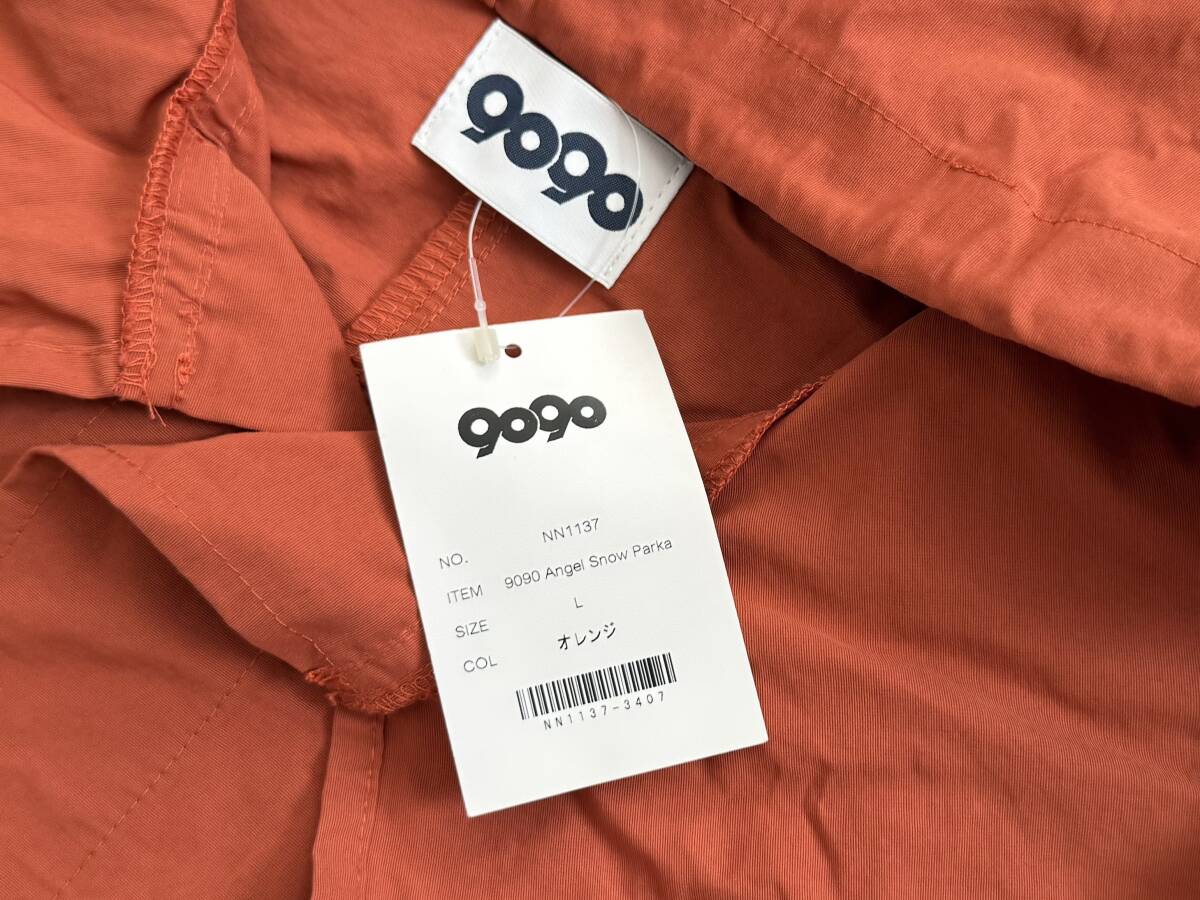 9090
9090
NO. NN1137
ITEM 9090 Angel Snow Parka
SIZE L
COL オレンジ
NN1137-3407